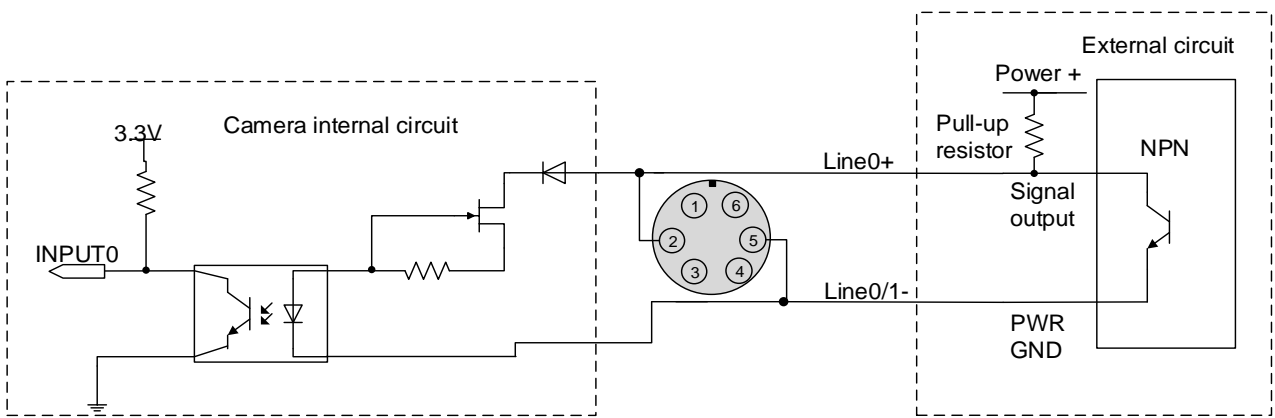 External circuit
Power +
3.3V
Camera internal circuit
Pull-up
resistor
NPN
Line0+
Signal
output
1
6
2
5
3
4
INPUT0
Line0/1-
PWR
GND